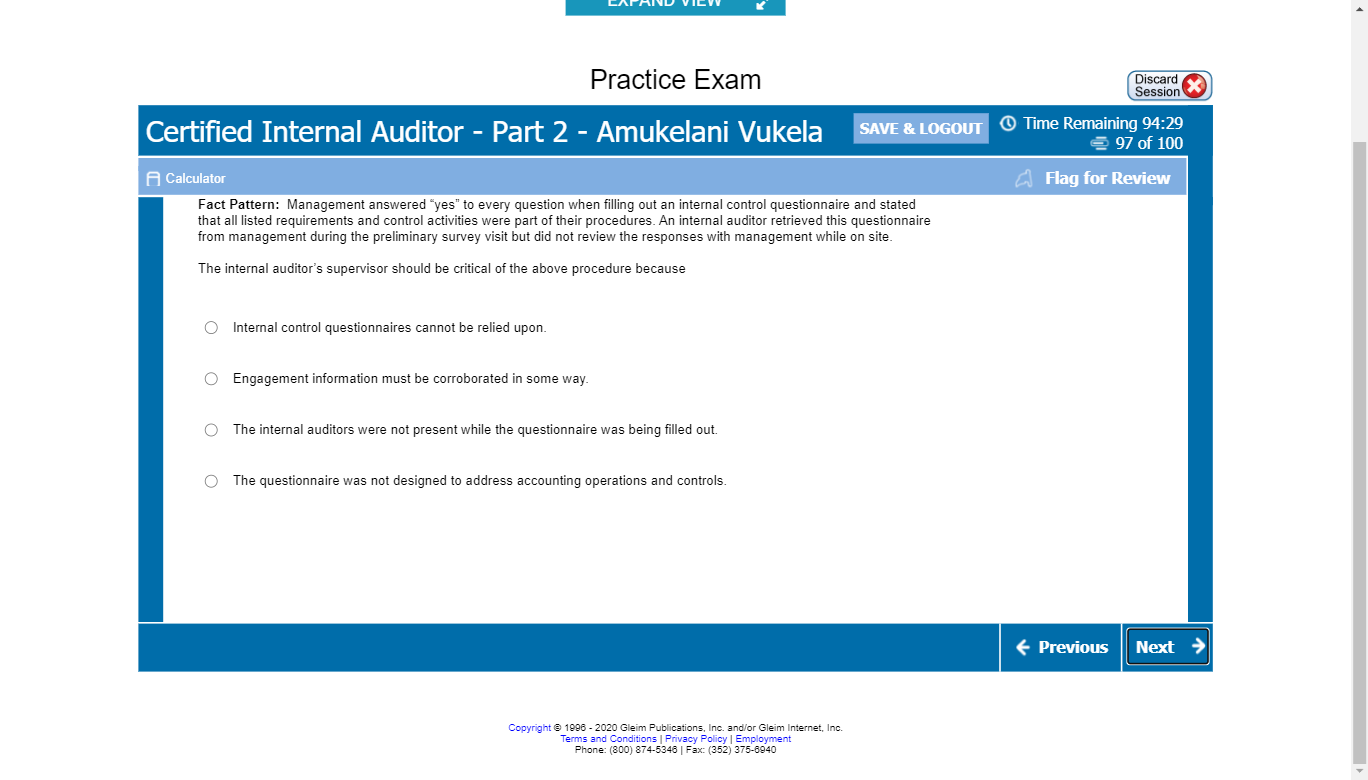 EXPAND VIEW
Practice Exam
Discard
Session
Certified Internal Auditor - Part 2 - Amukelani Vukela
SAVE & LOGOUT
Time Remaining 94:29
97 of 100
Calculator
Flag for Review
Fact Pattern: Management answered “yes” to every question when filling out an internal control questionnaire and stated
that all listed requirements and control activities were part of their procedures. An internal auditor retrieved this questionnaire
from management during the preliminary survey visit but did not review the responses with management while on site.
The internal auditor’s supervisor should be critical of the above procedure because
Internal control questionnaires cannot be relied upon.
Engagement information must be corroborated in some way.
The internal auditors were not present while the questionnaire was being filled out.
The questionnaire was not designed to address accounting operations and controls.
Previous
Next
Copyright © 1996 - 2020 Gleim Publications, Inc. and/or Gleim Internet, Inc.
Terms and Conditions | Privacy Policy | Employment
Phone: (800) 874-5346 | Fax: (352) 375-6940